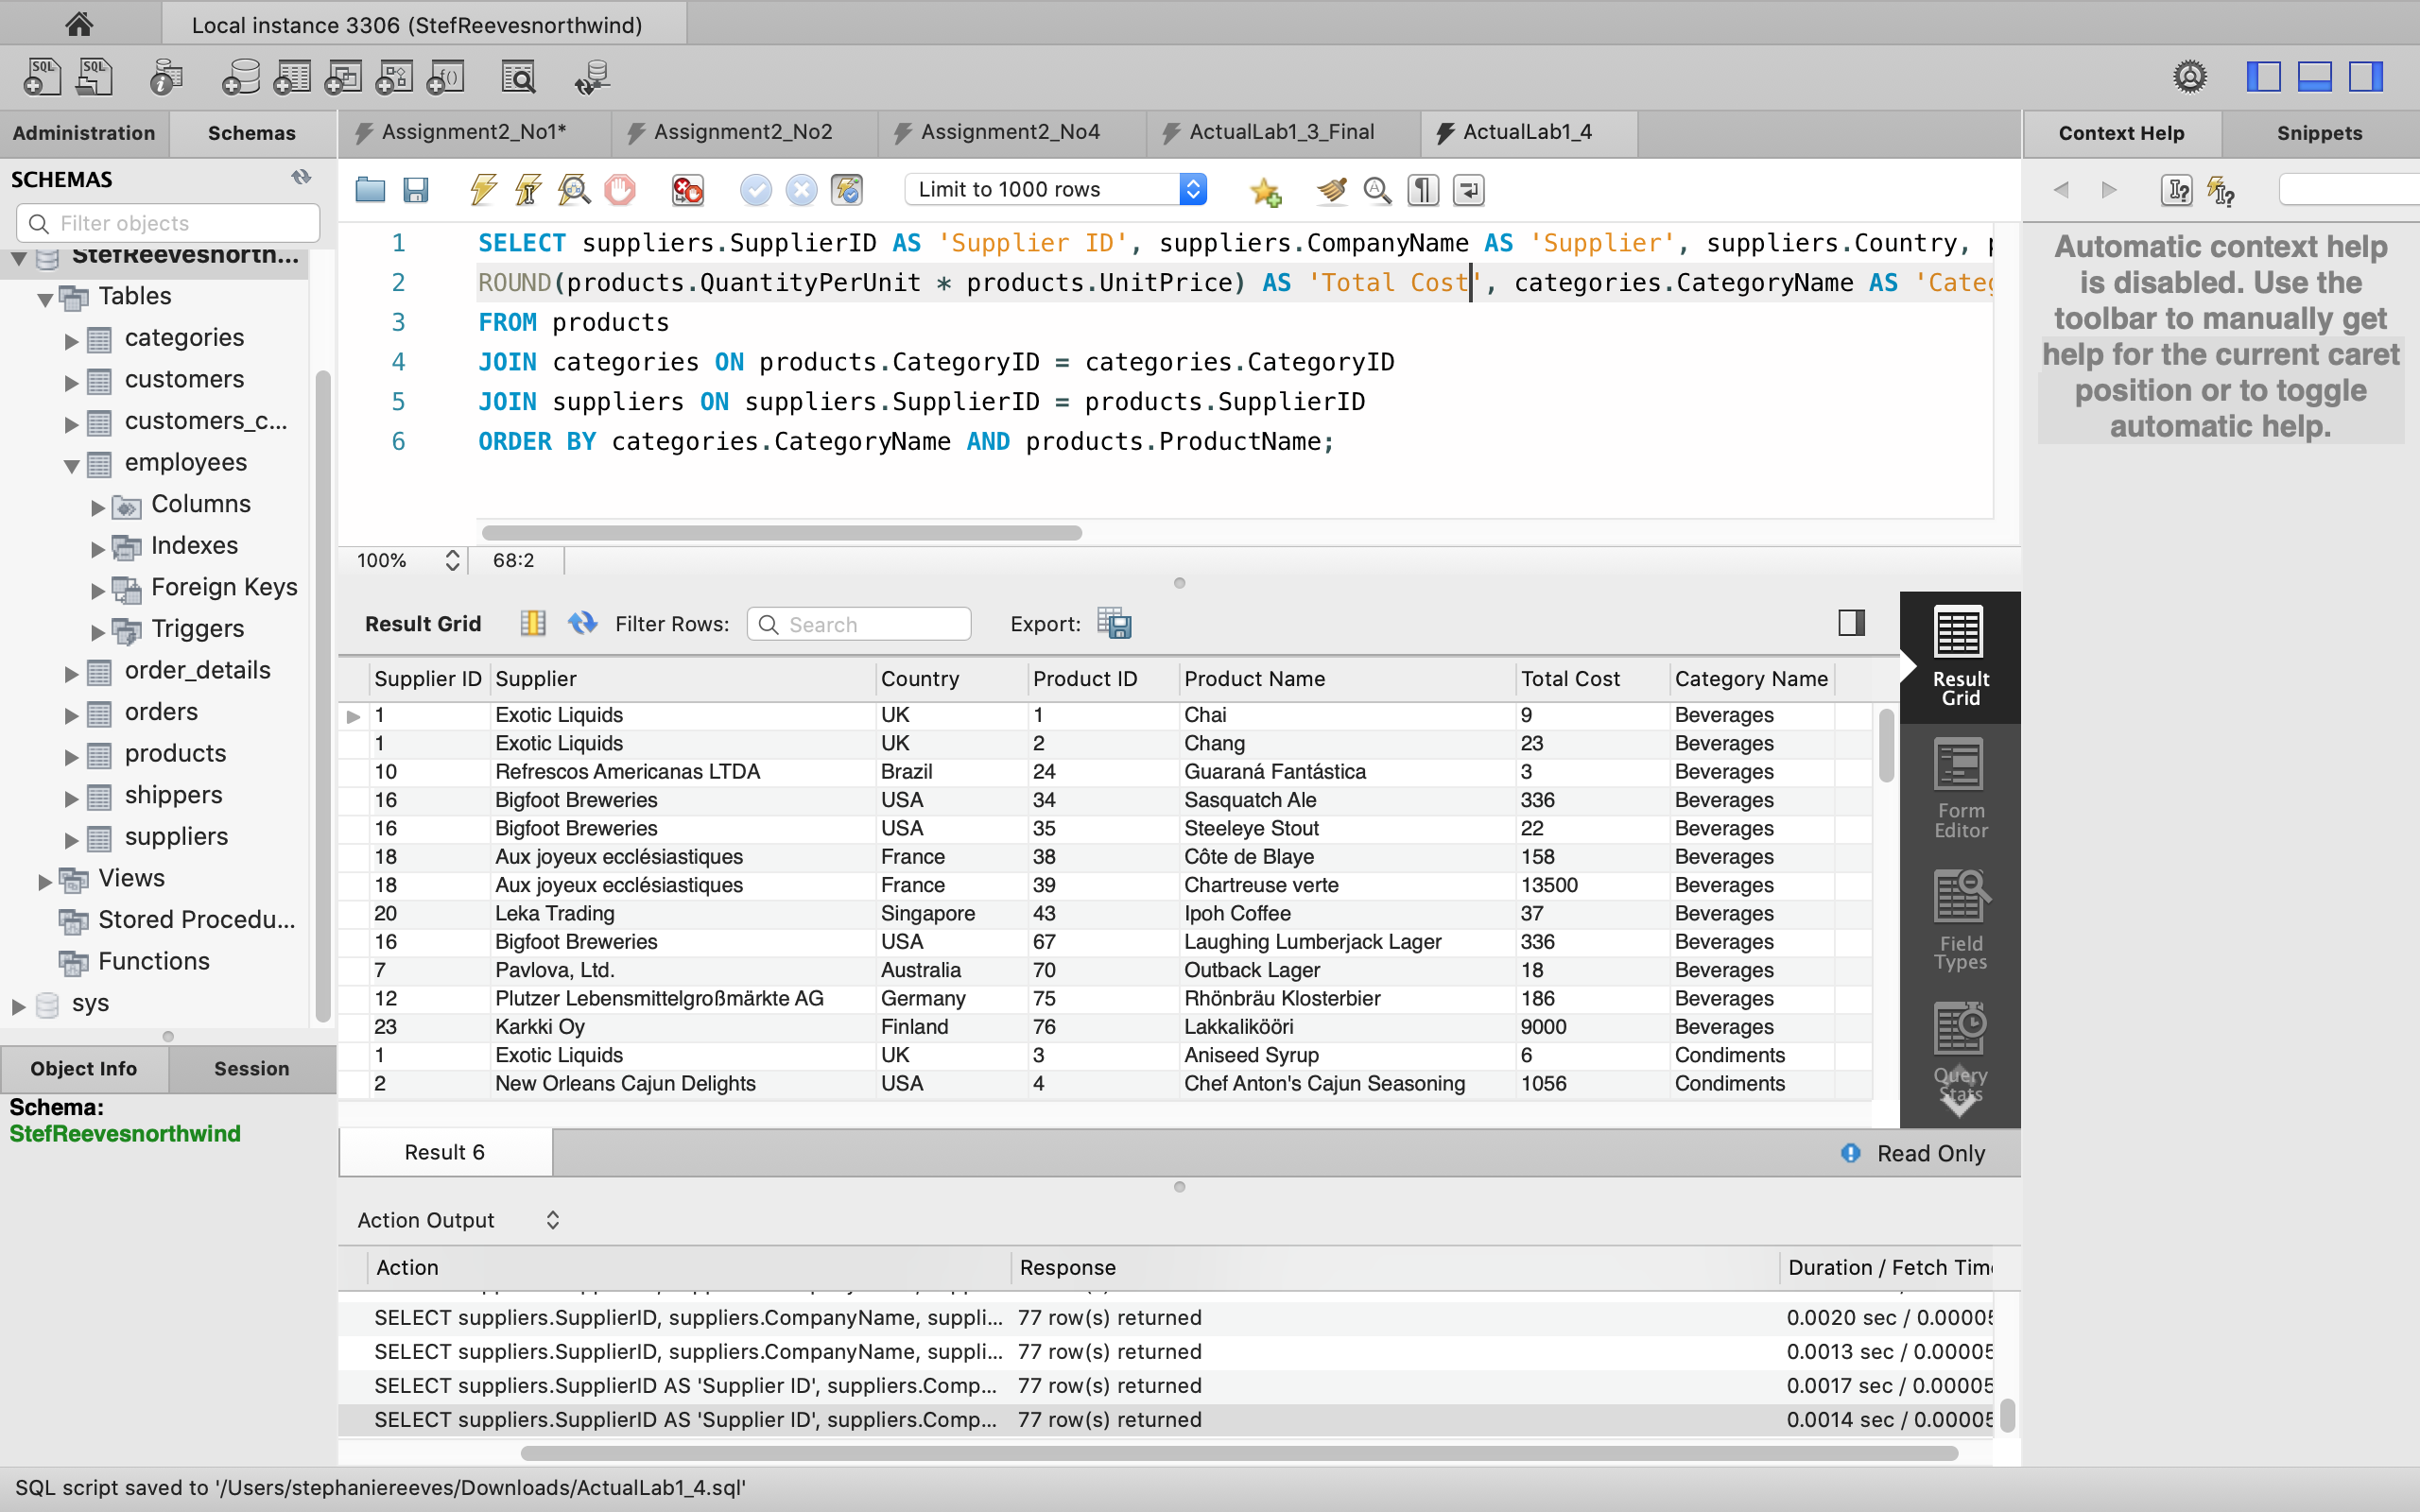 Local instance 3306 (StefReevesnorthwind)
Administration Schemas
Assignment2_No1* Assignment2_No2 Assignment2_No4 ActualLab1_3_Final ActualLab1_4
Context Help Snippets
SCHEMAS
Filter objects
StefReevesnorth...
Tables
categories
customers
customers_c...
employees
Columns
Indexes
Foreign Keys
Triggers
order_details
orders
products
shippers
suppliers
Views
Stored Procedu...
Functions
sys
Object Info Session
Schema:
StefReevesnorthwind
Limit to 1000 rows
1 SELECT suppliers.SupplierID AS 'Supplier ID', suppliers.CompanyName AS 'Supplier', suppliers.Country, p
2 ROUND(products.QuantityPerUnit * products.UnitPrice) AS 'Total Cost', categories.CategoryName AS 'Categ
3 FROM products
4 JOIN categories ON products.CategoryID = categories.CategoryID
5 JOIN suppliers ON suppliers.SupplierID = products.SupplierID
6 ORDER BY categories.CategoryName AND products.ProductName;
100% 68:2
Result Grid Filter Rows: Search Export:
Supplier ID Supplier Country Product ID Product Name Total Cost Category Name
1 Exotic Liquids UK 1 Chai 9 Beverages
1 Exotic Liquids UK 2 Chang 23 Beverages
10 Refrescos Americanas LTDA Brazil 24 Guaraná Fantástica 3 Beverages
16 Bigfoot Breweries USA 34 Sasquatch Ale 336 Beverages
16 Bigfoot Breweries USA 35 Steeleye Stout 22 Beverages
18 Aux joyeux ecclésiastiques France 38 Côte de Blaye 158 Beverages
18 Aux joyeux ecclésiastiques France 39 Chartreuse verte 13500 Beverages
20 Leka Trading Singapore 43 Ipoh Coffee 37 Beverages
16 Bigfoot Breweries USA 67 Laughing Lumberjack Lager 336 Beverages
7 Pavlova, Ltd. Australia 70 Outback Lager 18 Beverages
12 Plutzer Lebensmittelgroßmärkte AG Germany 75 Rhönbräu Klosterbier 186 Beverages
23 Karkki Oy Finland 76 Lakkalikööri 9000 Beverages
1 Exotic Liquids UK 3 Aniseed Syrup 6 Condiments
2 New Orleans Cajun Delights USA 4 Chef Anton's Cajun Seasoning 1056 Condiments
Result
Grid
Form
Editor
Field
Types
Query
Stats
Result 6 Read Only
Action Output
Action Response Duration / Fetch Time
SELECT suppliers.SupplierID, suppliers.CompanyName, suppli... 77 row(s) returned 0.0020 sec / 0.00005
SELECT suppliers.SupplierID, suppliers.CompanyName, suppli... 77 row(s) returned 0.0013 sec / 0.00005
SELECT suppliers.SupplierID AS 'Supplier ID', suppliers.Comp... 77 row(s) returned 0.0017 sec / 0.00005
SELECT suppliers.SupplierID AS 'Supplier ID', suppliers.Comp... 77 row(s) returned 0.0014 sec / 0.00005
Automatic context help
is disabled. Use the
toolbar to manually get
help for the current caret
position or to toggle
automatic help.
SQL script saved to '/Users/stephaniereeves/Downloads/ActualLab1_4.sql'